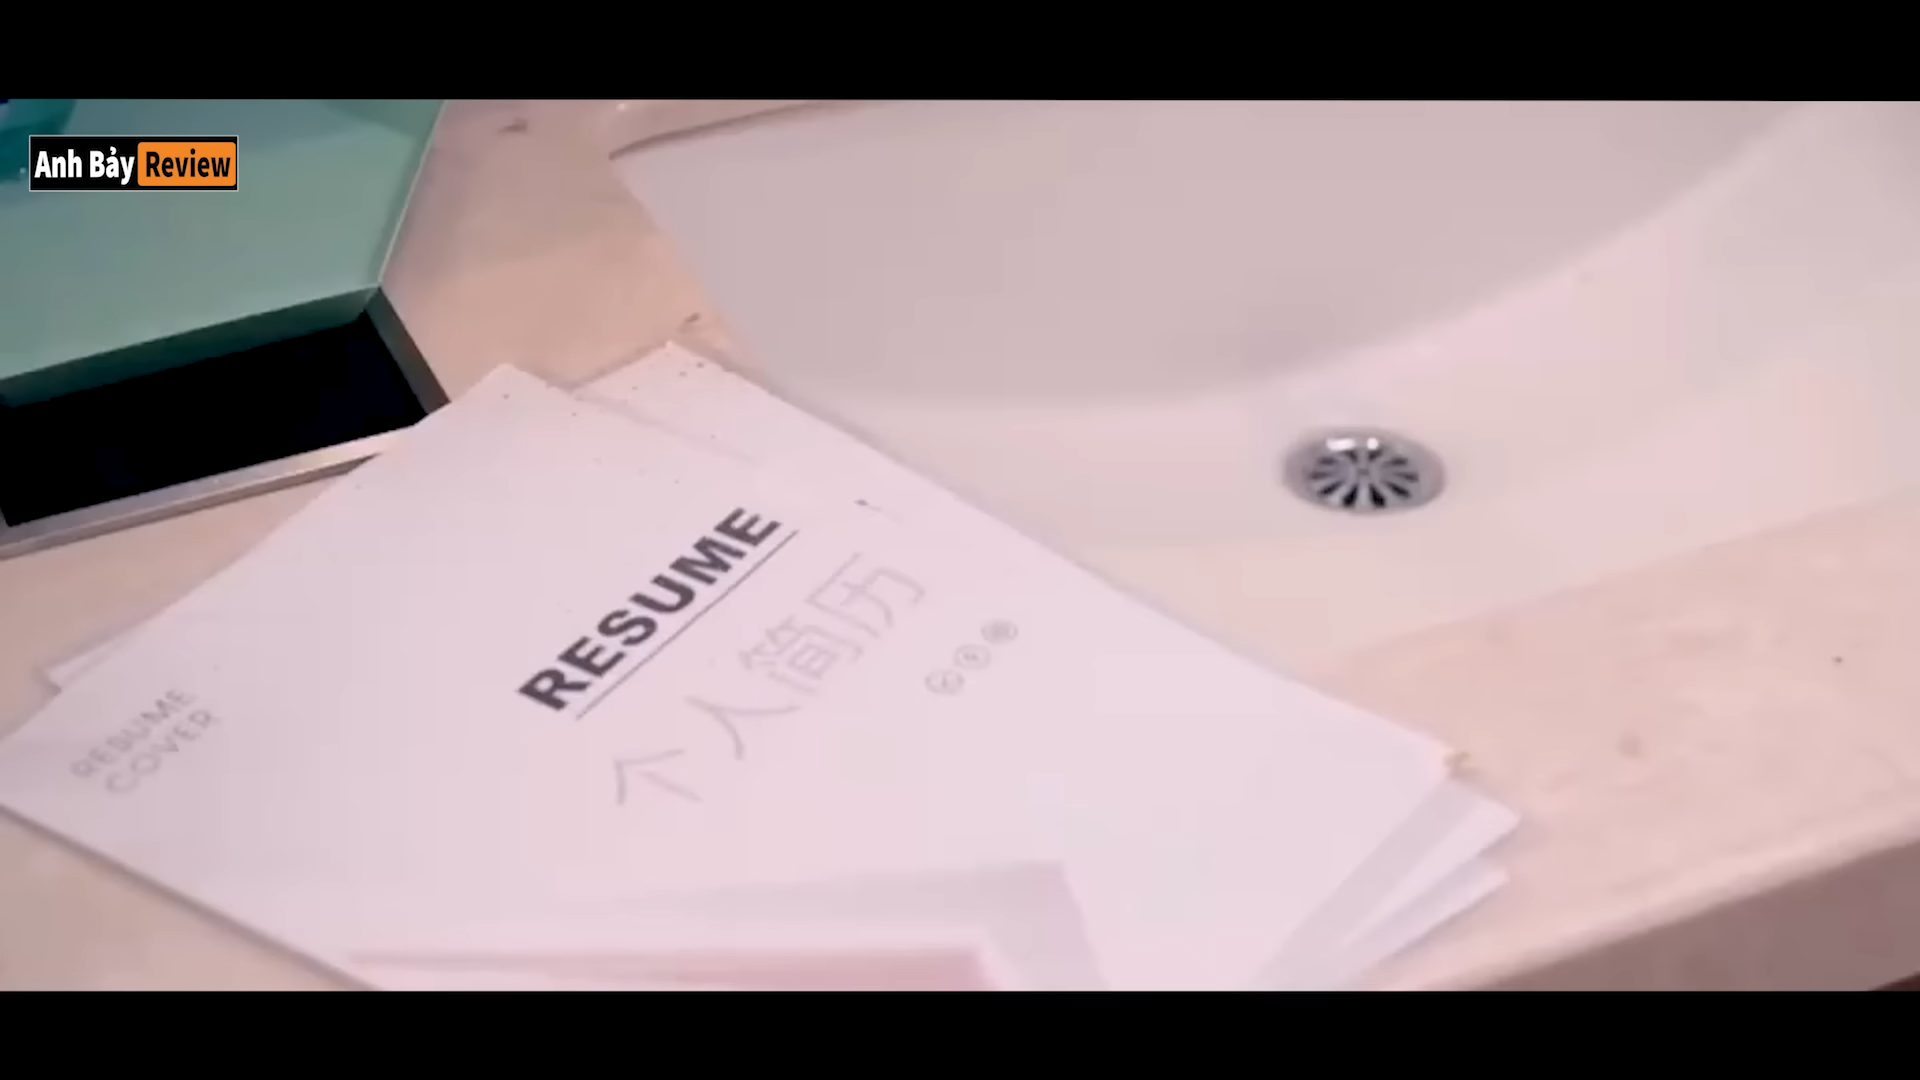 Anh Bảy Review
RESUME
个人简历
RESUME
COVER